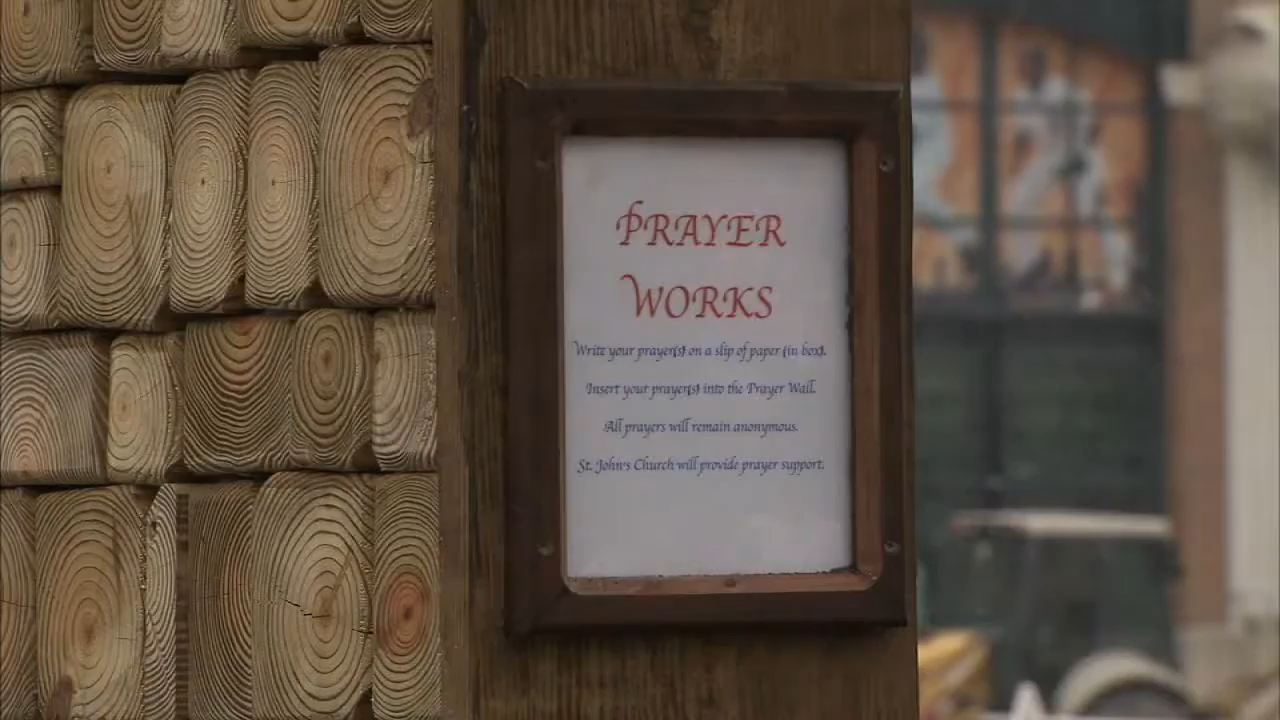 PRAYER
WORKS
Write your prayer(s) on a slip of paper (in box).
Insert your prayer(s) into the Prayer Wall.
All prayers will remain anonymous.
St. John's Church will provide prayer support.